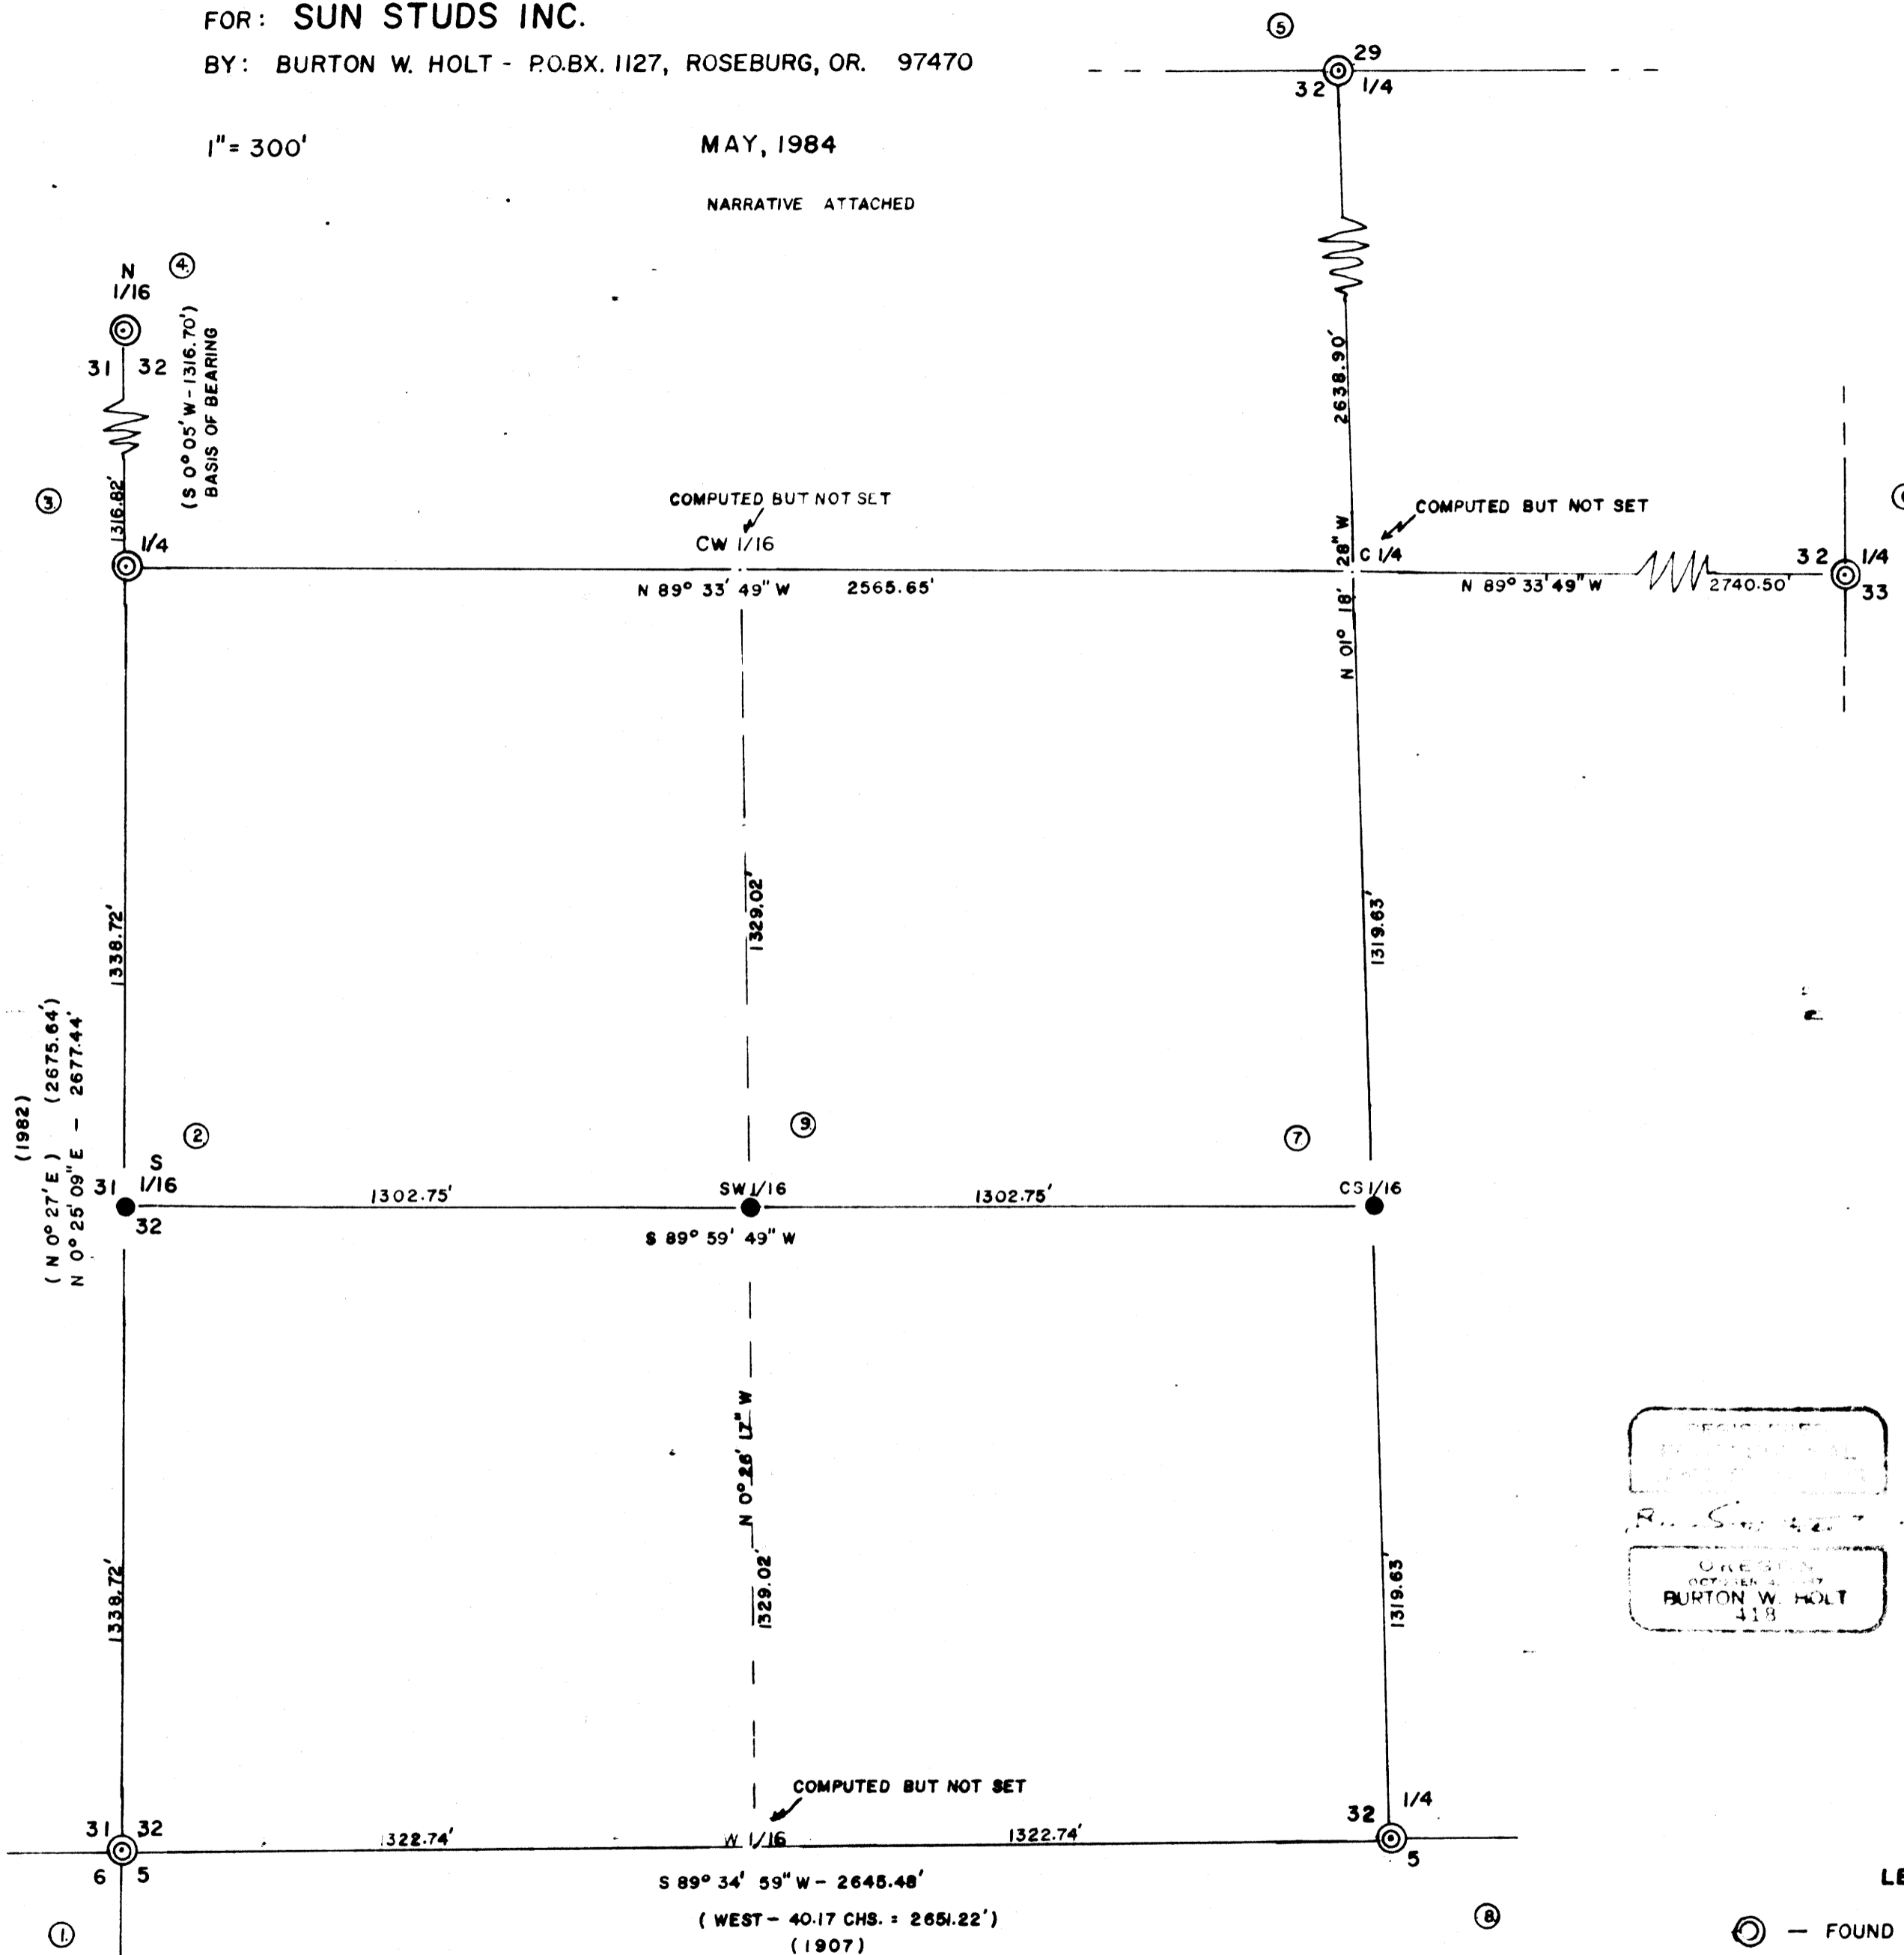 FOR: SUN STUDS INC.
BY: BURTON W. HOLT - P.O.BX. 1127, ROSEBURG, OR. 97470
1" = 300'
MAY, 1984
NARRATIVE ATTACHED
5
29
32 1/4
N
1/16
4
31 32
(S 0° 05' W - 1316.70')
BASIS OF BEARING
2638.90'
3
1316.82'
1/4
COMPUTED BUT NOT SET
CW 1/16
N 89° 33' 49" W 2565.65'
COMPUTED BUT NOT SET
C 1/4
N 01° 18' 28" W
N 89° 33' 49" W 2740.50'
32 1/4
33
1338.72'
1329.02'
1319.63'
(1982)
(N 0° 27' E) (2675.64')
N 0° 25' 09" E - 2677.44'
2
9
7
S
31 1/16
32
1302.75'
SW 1/16
1302.75'
CS 1/16
S 89° 59' 49" W
N 0° 26' 17" W
1338.72'
1329.02'
1319.63'
OREGON
BURTON W. HOLT
418
COMPUTED BUT NOT SET
31 32
6 5
1322.74'
W 1/16
1322.74'
32 1/4
5
S 89° 34' 59" W - 2645.48'
(WEST - 40.17 CHS. = 2651.22')
(1907)
1
8
LE
— FOUND